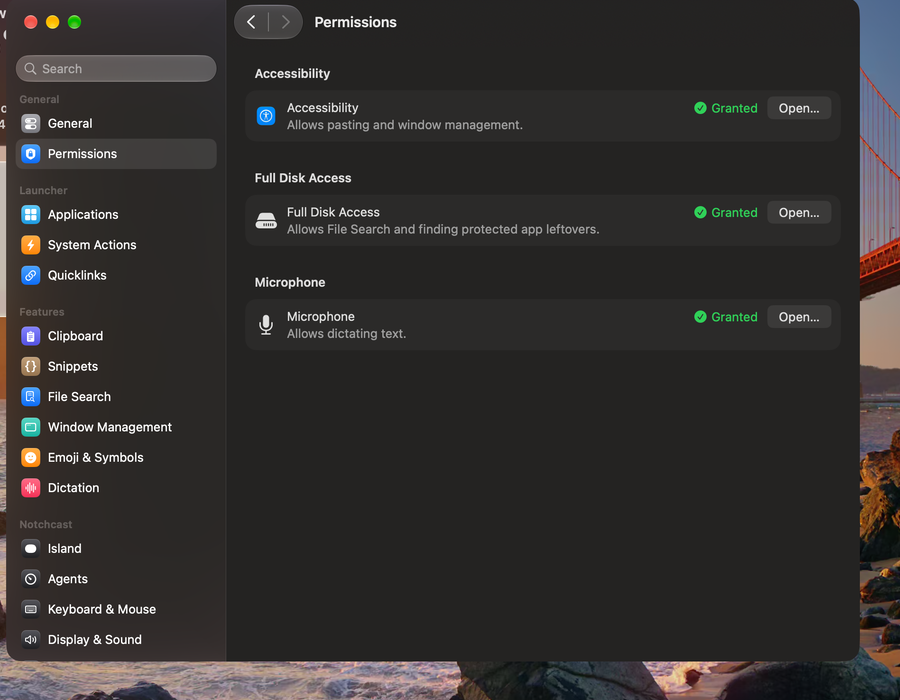 Permissions
Search
General
General
Permissions
Launcher
Applications
System Actions
Quicklinks
Features
Clipboard
Snippets
File Search
Window Management
Emoji & Symbols
Dictation
Notchcast
Island
Agents
Keyboard & Mouse
Display & Sound
Accessibility
Accessibility
Allows pasting and window management.
Granted
Open...
Full Disk Access
Full Disk Access
Allows File Search and finding protected app leftovers.
Granted
Open...
Microphone
Microphone
Allows dictating text.
Granted
Open...